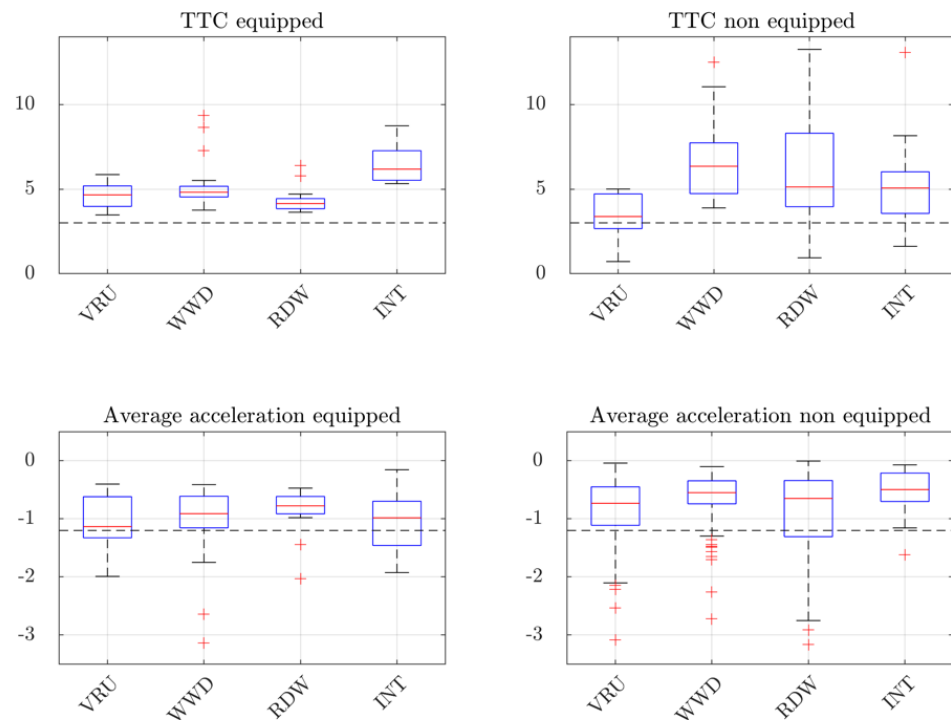 TTC equipped
10
5
0
VRU
WWD
RDW
INT
TTC non equipped
10
5
0
VRU
WWD
RDW
INT
Average acceleration equipped
0
-1
-2
-3
VRU
WWD
RDW
INT
Average acceleration non equipped
0
-1
-2
-3
VRU
WWD
RDW
INT